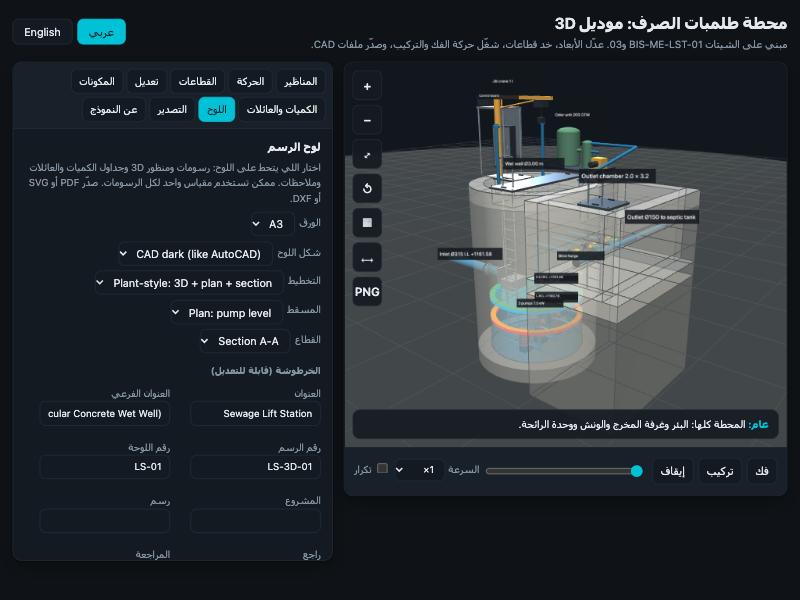 محطة طلمبات الصرف: موديل 3D
مبني على الشيتات BIS-ME-LST-01 و03. عدّل الأبعاد، خد قطاعات، شغّل حركة الفك والتركيب، وصدّر ملفات CAD.
عربي
English
+
−
PNG
Wet well Ø3.00 m
Outlet chamber 2.0 × 3.2
Outlet Ø150 to septic tank
عام: المحطة كلها: البئر وغرفة المخرج والونش ووحدة الرائحة.
فك
تركيب
إيقاف
السرعة
×1
تكرار
المناظير
الحركة
القطاعات
تعديل
المكونات
الكميات والعائلات
اللوح
التصدير
عن النموذج
لوح الرسم
اختار اللي يتحط على اللوح: رسومات ومنظور 3D وجداول الكميات والعائلات
وملاحظات. ممكن تستخدم مقياس واحد لكل الرسومات. صدّر PDF أو SVG
أو DXF.
الورق
A3
شكل اللوح
CAD dark (like AutoCAD)
التخطيط
Plant-style: 3D + plan + section
المسقط
Plan: pump level
القطاع
Section A-A
الخرطوشة (قابلة للتعديل)
العنوان
العنوان الفرعي
Sewage Lift Station
cular Concrete Wet Well)
رقم الرسم
رقم اللوحة
LS-3D-01
LS-01
المشروع
رسم
راجع
المراجعة